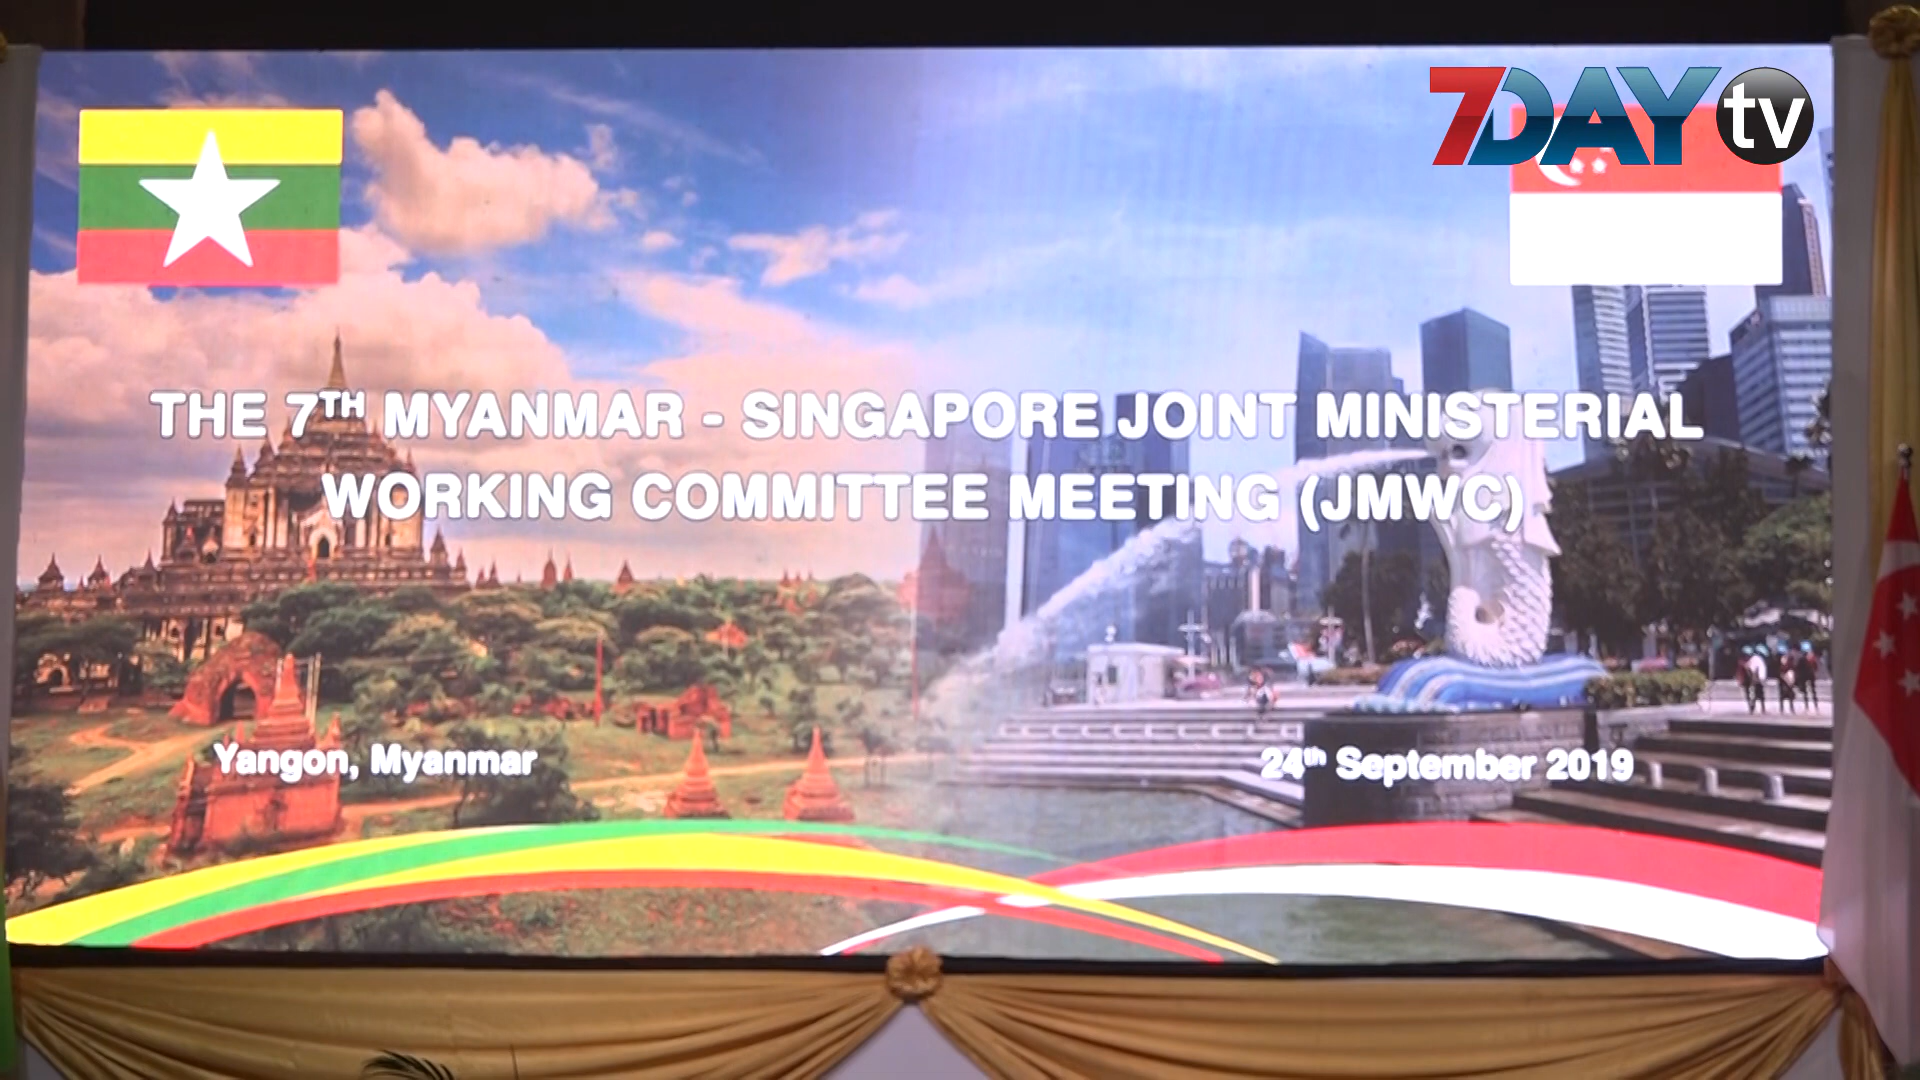 7DAY tv
THE 7TH MYANMAR - SINGAPORE JOINT MINISTERIAL
WORKING COMMITTEE MEETING (JMWC)
Yangon, Myanmar
24th September 2019